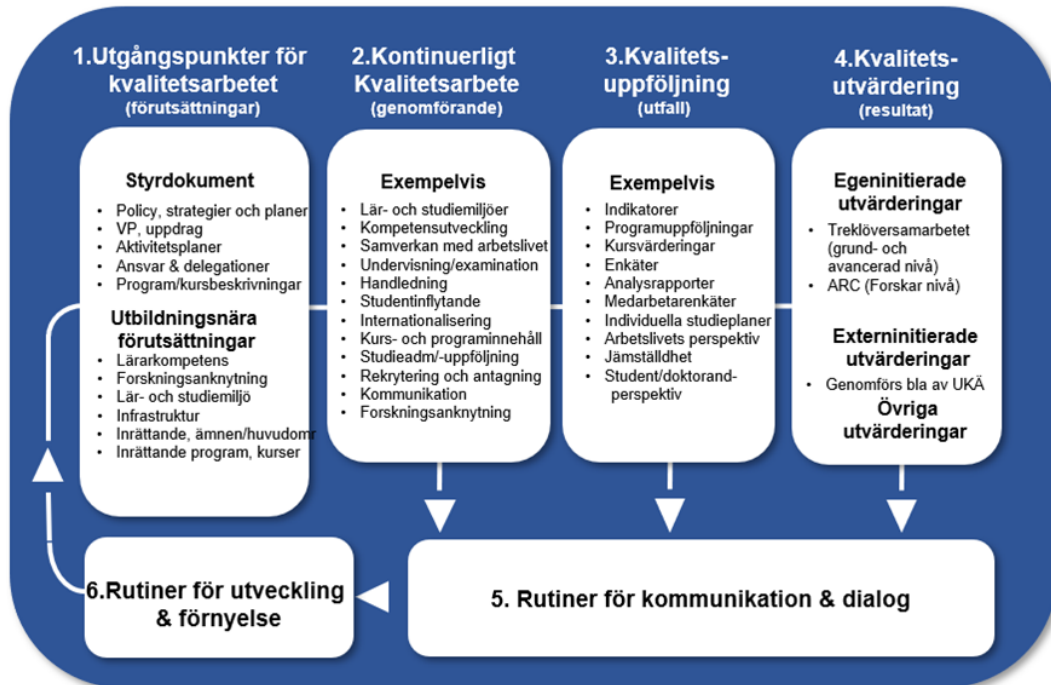 1.Utgångspunkter för
kvalitetsarbetet
(förutsättningar)
Styrdokument
• Policy, strategier och planer
• VP, uppdrag
• Aktivitetsplaner
• Ansvar & delegationer
• Program/kursbeskrivningar
Utbildningsnära
förutsättningar
• Lärarkompetens
• Forskningsanknytning
• Lär- och studiemiljö
• Infrastruktur
• Inrättande, ämnen/huvudomr
• Inrättande program, kurser
2.Kontinuerligt
Kvalitetsarbete
(genomförande)
Exempelvis
• Lär- och studiemiljöer
• Kompetensutveckling
• Samverkan med arbetslivet
• Undervisning/examination
• Handledning
• Studentinflytande
• Internationalisering
• Kurs- och programinnehåll
• Studieadm/-uppföljning
• Rekrytering och antagning
• Kommunikation
• Forskningsanknytning
3.Kvalitets-
uppföljning
(utfall)
Exempelvis
• Indikatorer
• Programuppföljningar
• Kursvärderingar
• Enkäter
• Analysrapporter
• Medarbetarenkäter
• Individuella studieplaner
• Arbetslivets perspektiv
• Jämställdhet
• Student/doktorand-
perspektiv
4.Kvalitets-
utvärdering
(resultat)
Egeninitierade
utvärderingar
• Treklöversamarbetet
(grund- och
avancerad nivå)
• ARC (Forskar nivå)
Externinitierade
utvärderingar
• Genomförs bla av UKÄ
Övriga
utvärderingar
5. Rutiner för kommunikation & dialog
6.Rutiner för utveckling
& förnyelse